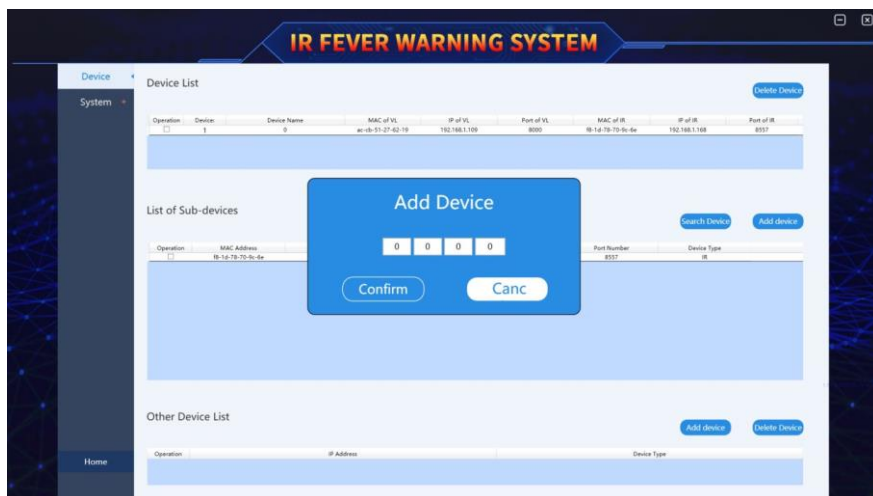 IR FEVER WARNING SYSTEM
Device
System
Home
Device List
Delete Device
Operation Device: Device Name MAC of VL IP of VL Port of VL MAC of IR IP of IR Port of IR
1 0 ac-cb-51-27-62-19 192.168.1.109 8000 f8-1d-78-70-9c-6e 192.168.1.168 8557
List of Sub-devices
Search Device Add device
Operation MAC Address Port Number Device Type
f8-1d-78-70-9c-6e 8557 IR
Add Device
0 0 0 0
Confirm Canc
Other Device List
Add device Delete Device
Operation IP Address Device Type